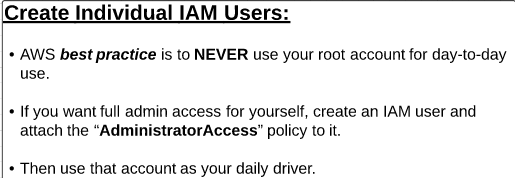 Create Individual IAM Users:
• AWS best practice is to NEVER use your root account for day-to-day
use.
• If you want full admin access for yourself, create an IAM user and
attach the “AdministratorAccess” policy to it.
• Then use that account as your daily driver.